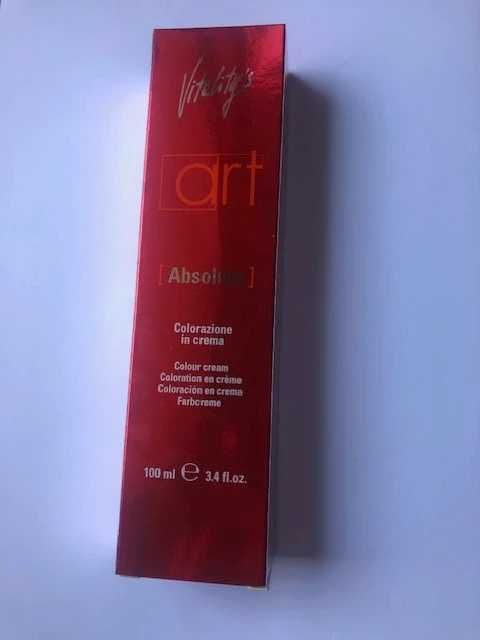 Vitality's
art
[ Absolute ]
Colorazione
in crema
Colour cream
Coloration en crème
Coloración en crema
Farbcreme
100 ml e 3.4 fl.oz.